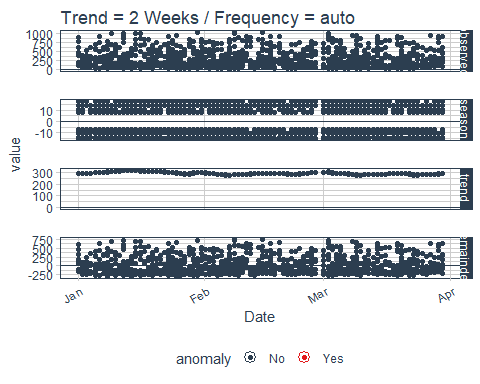 Trend = 2 Weeks / Frequency = auto
1000
750
500
250
0
observed
10
0
-10
season
300
200
100
0
trend
750
500
250
0
-250
remainder
Jan
Feb
Mar
Apr
value
Date
anomaly No Yes